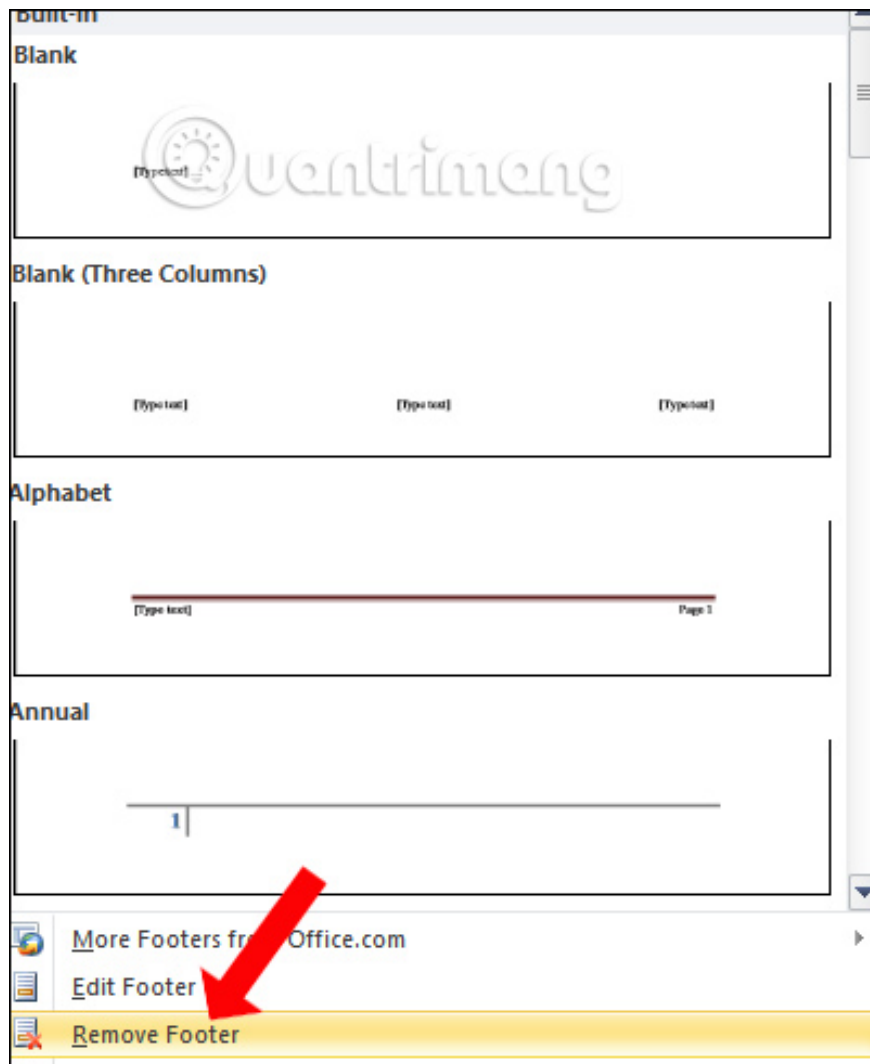 Built-in
Blank
[Type text]
Quantrimang
Blank (Three Columns)
[Type text] [Type text] [Type text]
Alphabet
[Type text] Page 1
Annual
1
More Footers from Office.com
Edit Footer
Remove Footer